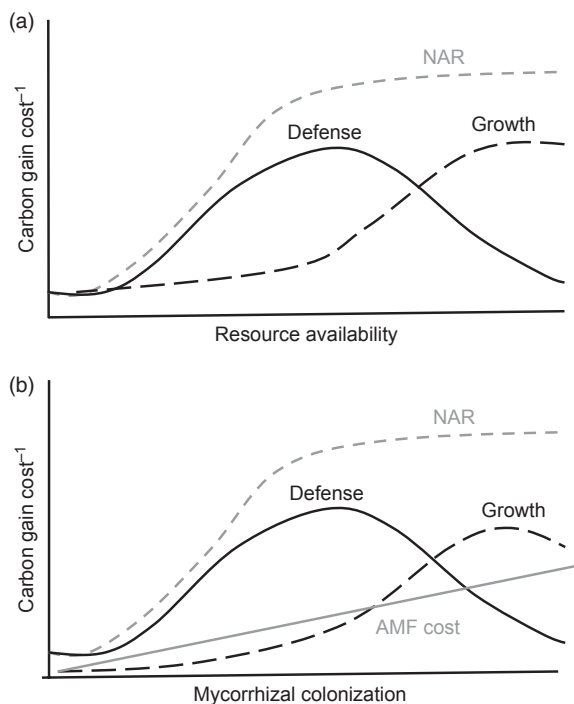 (a)
NAR
Defense
Growth
Carbon gain cost⁻¹
Resource availability
(b)
NAR
Defense
Growth
AMF cost
Carbon gain cost⁻¹
Mycorrhizal colonization